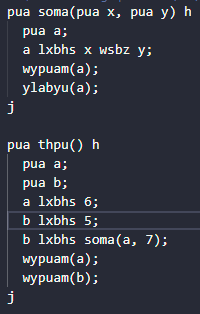 pua soma(pua x, pua y) h
  pua a;
  a lxbhs x wsbz y;
  wypuam(a);
  ylabyu(a);
j

pua thpu() h
  pua a;
  pua b;
  a lxbhs 6;
  b lxbhs 5;
  b lxbhs soma(a, 7);
  wypuam(a);
  wypuam(b);
j